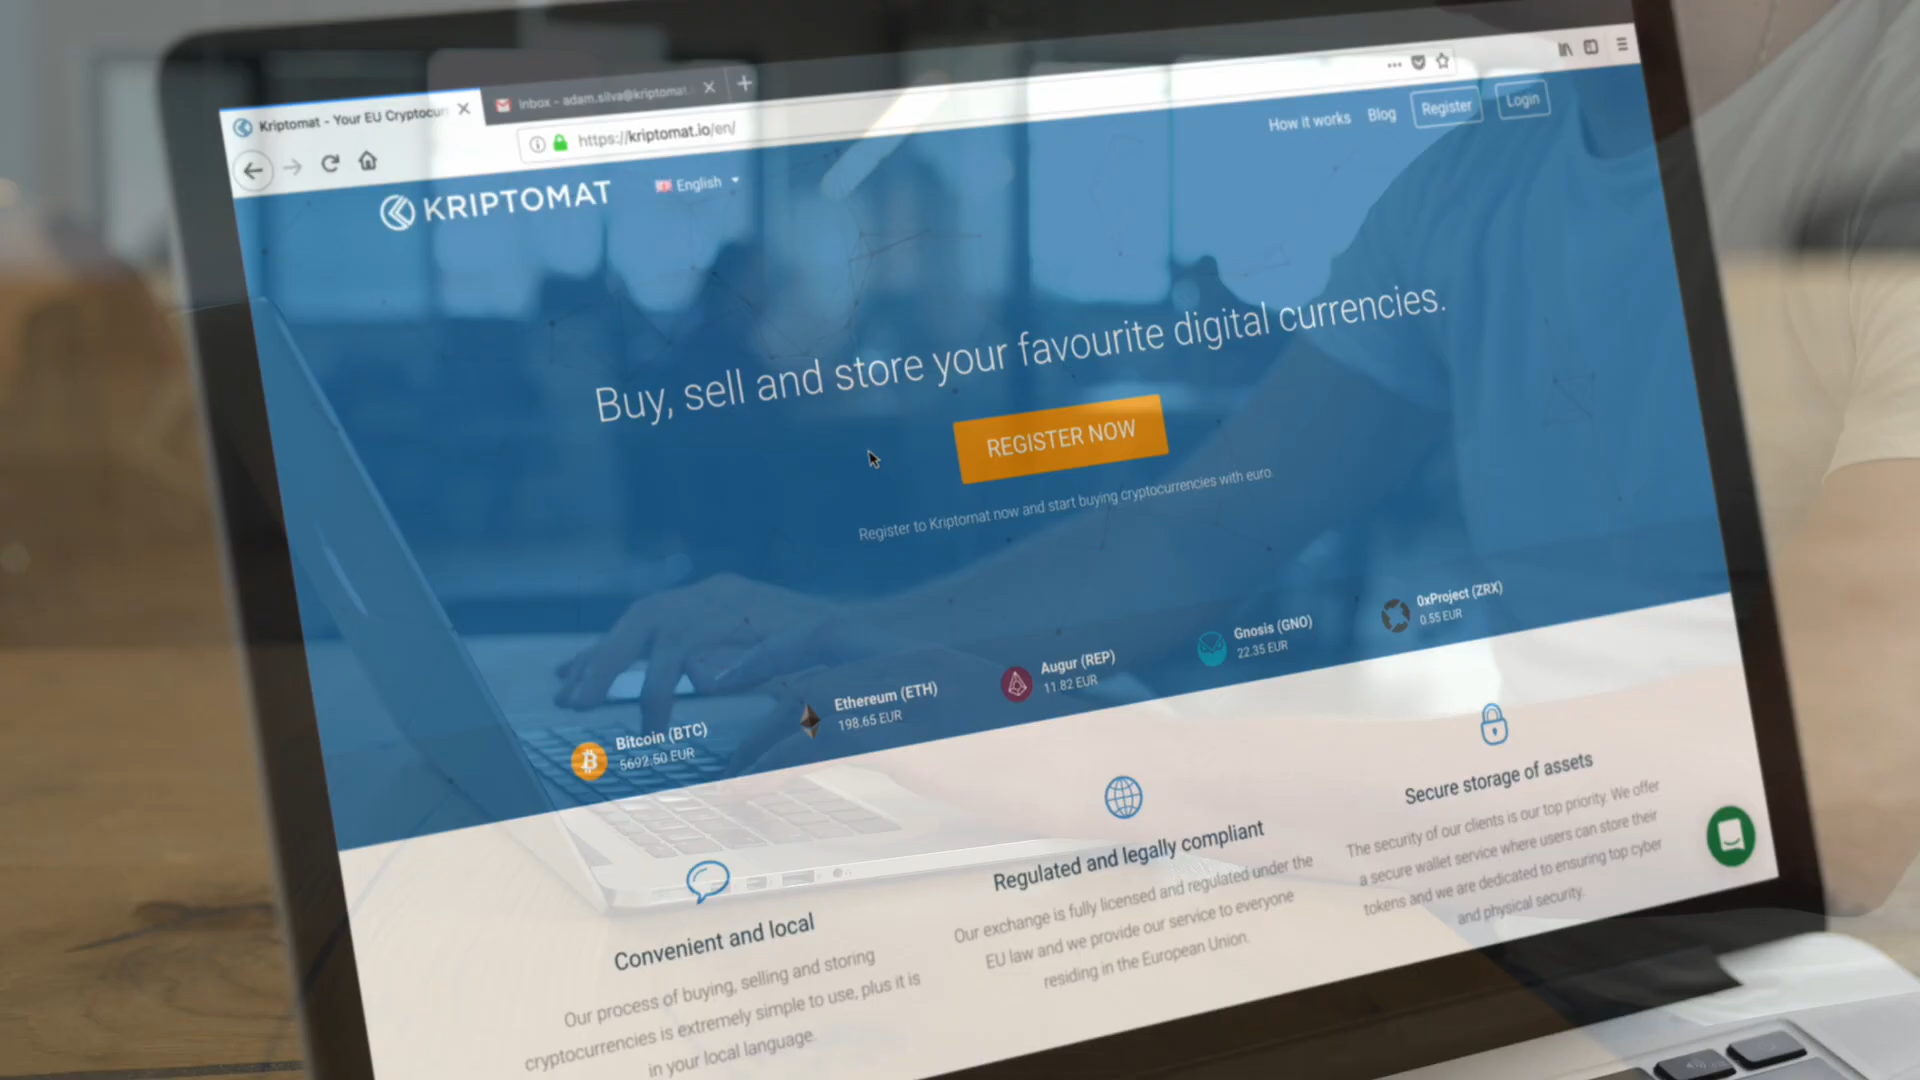 Kriptomat - Your EU Cryptocur
Inbox - adam.silva@kriptomat.
https://kriptomat.io/en/
How it works
Blog
Register
Login
KRIPTOMAT
English
Buy, sell and store your favourite digital currencies.
REGISTER NOW
Register to Kriptomat now and start buying cryptocurrencies with euro.
Bitcoin (BTC)
5692.50 EUR
Ethereum (ETH)
198.65 EUR
Augur (REP)
11.82 EUR
Gnosis (GNO)
22.35 EUR
0xProject (ZRX)
0.55 EUR
Convenient and local
Our process of buying, selling and storing
cryptocurrencies is extremely simple to use, plus it is
in your local language.
Regulated and legally compliant
Our exchange is fully licensed and regulated under the
EU law and we provide our service to everyone
residing in the European Union.
Secure storage of assets
The security of our clients is our top priority. We offer
a secure wallet service where users can store their
tokens and we are dedicated to ensuring top cyber
and physical security.